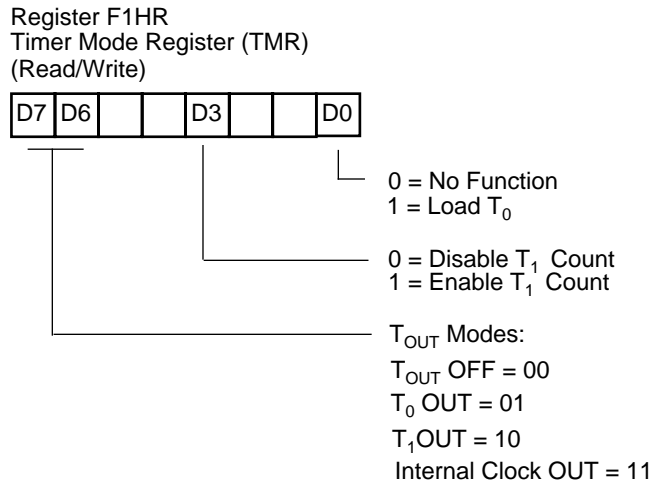 Register F1HR
Timer Mode Register (TMR)
(Read/Write)
D7 D6 D3 D0
0 = No Function
1 = Load T0
0 = Disable T1 Count
1 = Enable T1 Count
TOUT Modes:
TOUT OFF = 00
T0 OUT = 01
T1OUT = 10
Internal Clock OUT = 11